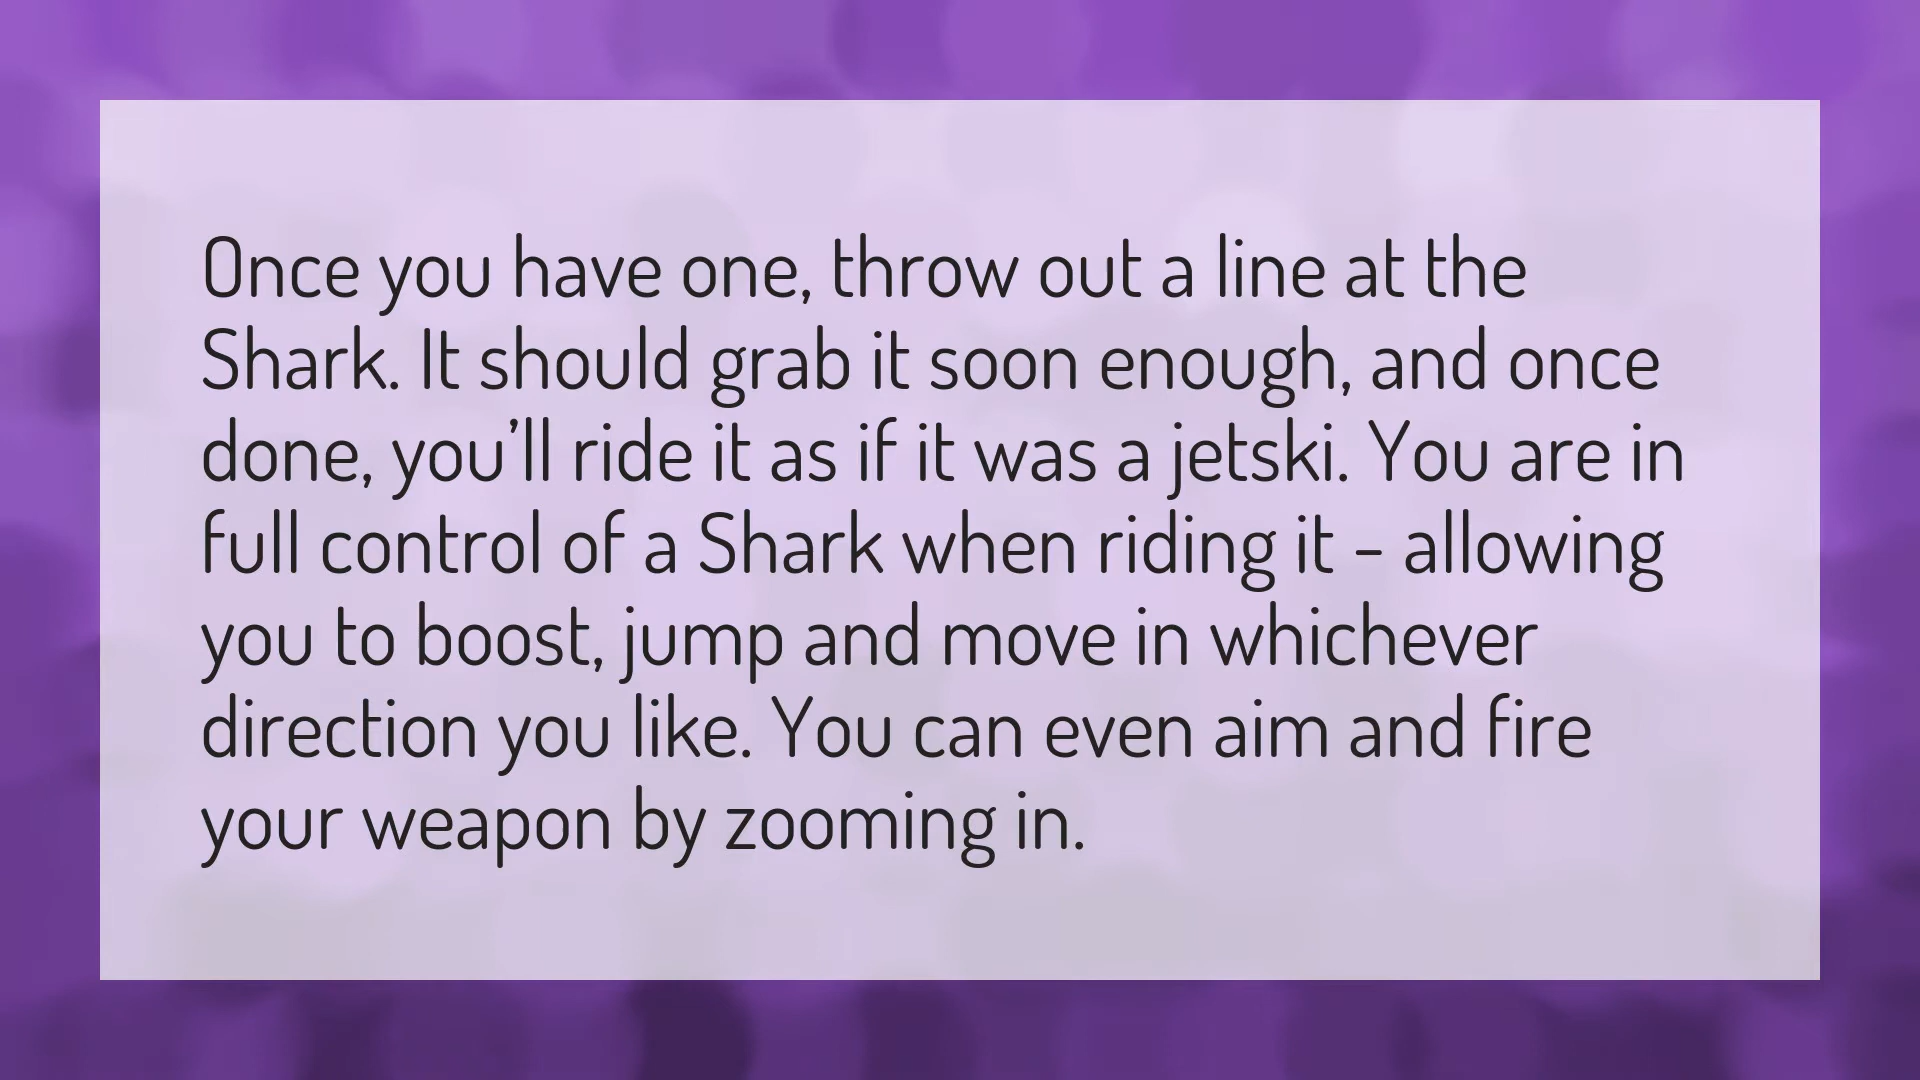 Once you have one, throw out a line at the
Shark. It should grab it soon enough, and once
done, you’ll ride it as if it was a jetski. You are in
full control of a Shark when riding it – allowing
you to boost, jump and move in whichever
direction you like. You can even aim and fire
your weapon by zooming in.